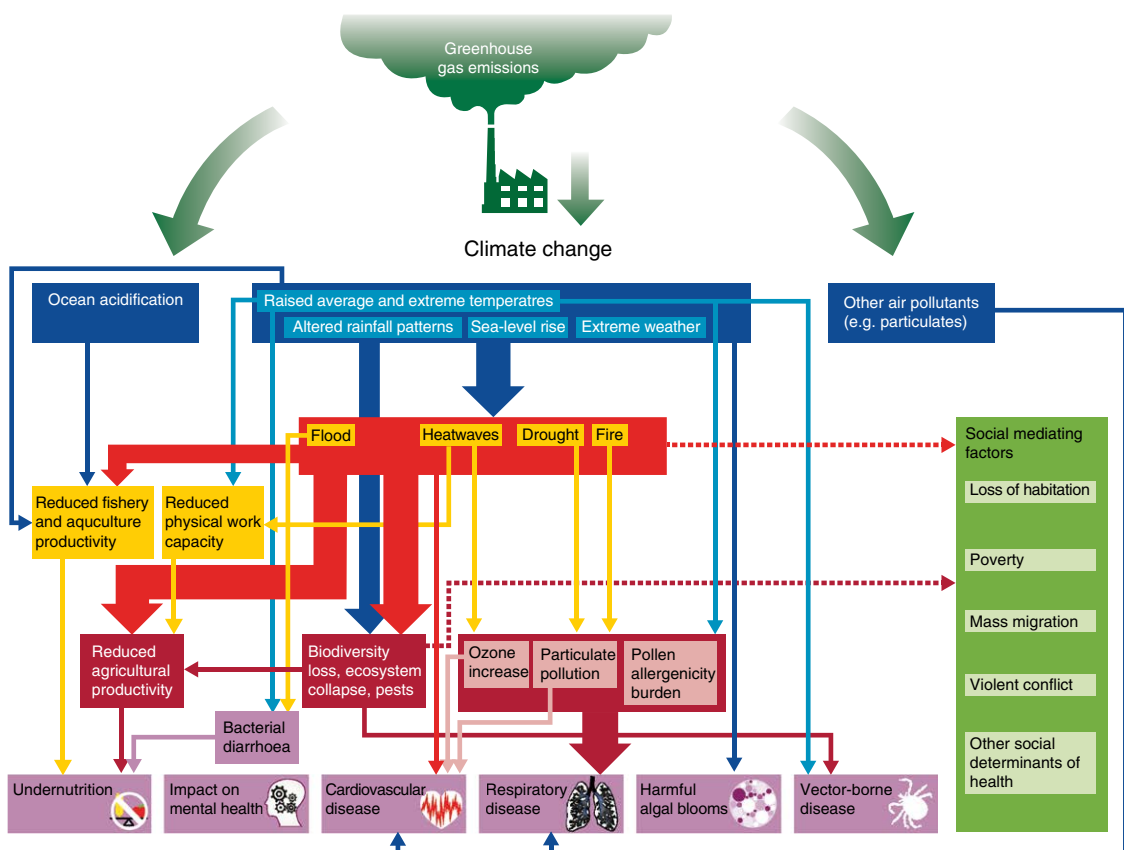 Greenhouse
gas emissions
Climate change
Ocean acidification
Raised average and extreme temperatres
Altered rainfall patterns
Sea-level rise
Extreme weather
Other air pollutants
(e.g. particulates)
Flood
Heatwaves
Drought
Fire
Social mediating
factors
Loss of habitation
Poverty
Mass migration
Violent conflict
Other social
determinants of
health
Reduced fishery
and aquculture
productivity
Reduced
physical work
capacity
Reduced
agricultural
productivity
Biodiversity
loss, ecosystem
collapse, pests
Ozone
increase
Particulate
pollution
Pollen
allergenicity
burden
Bacterial
diarrhoea
Undernutrition
Impact on
mental health
Cardiovascular
disease
Respiratory
disease
Harmful
algal blooms
Vector-borne
disease